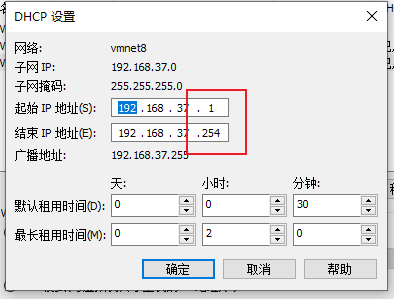 DHCP 设置
网络: vmnet8
子网 IP: 192.168.37.0
子网掩码: 255.255.255.0
起始 IP 地址(S): 192 . 168 . 37 . 1
结束 IP 地址(E): 192 . 168 . 37 . 254
广播地址: 192.168.37.255
天: 小时: 分钟:
默认租用时间(D): 0 0 30
最长租用时间(M): 0 2 0
确定 取消 帮助